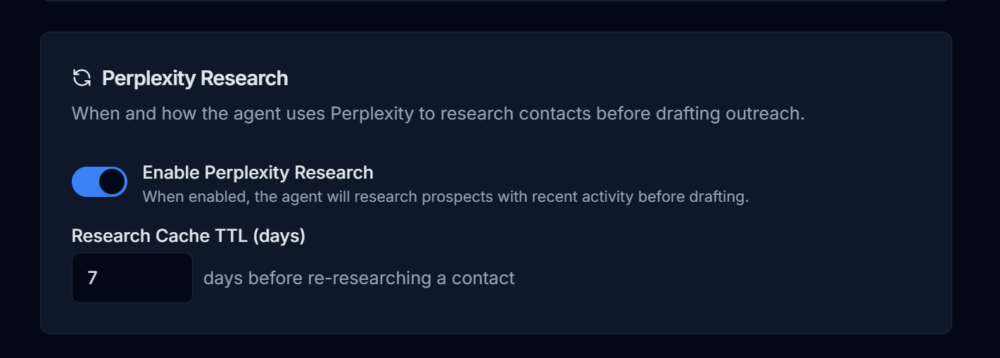 Perplexity Research
When and how the agent uses Perplexity to research contacts before drafting outreach.
Enable Perplexity Research
When enabled, the agent will research prospects with recent activity before drafting.
Research Cache TTL (days)
7 days before re-researching a contact